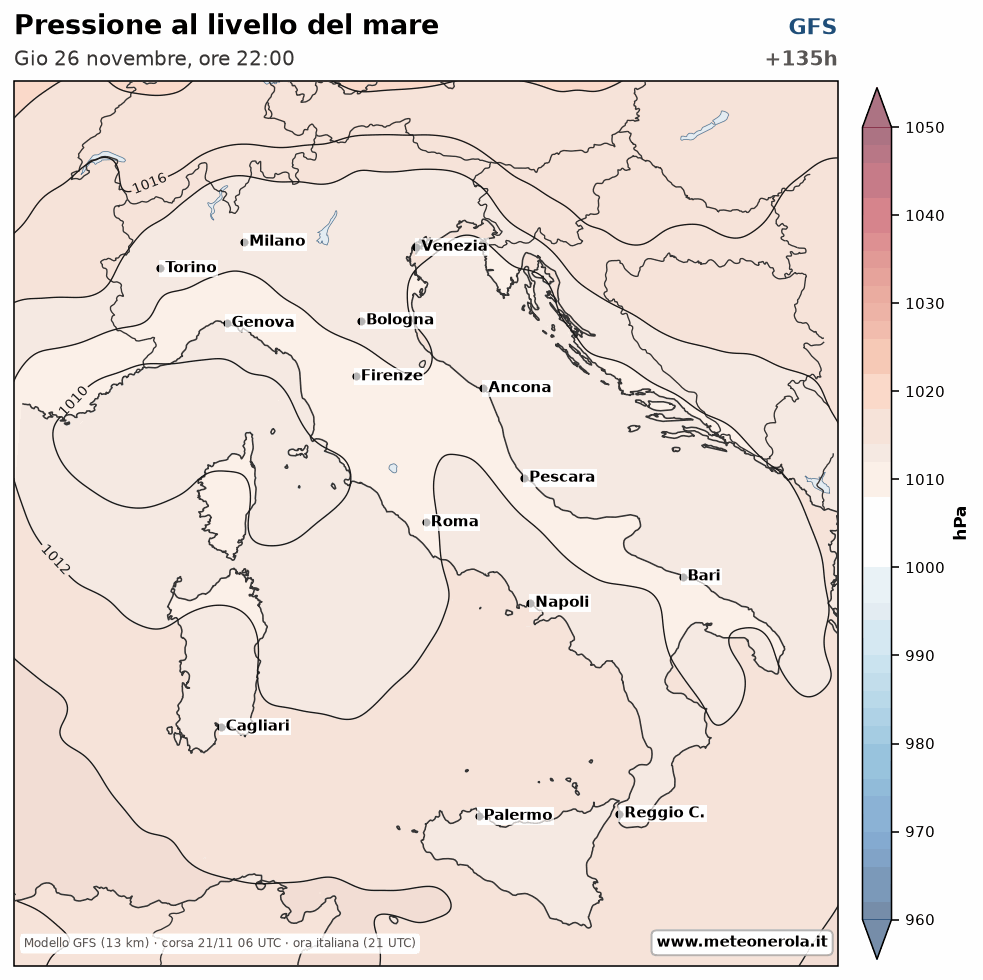 Pressione al livello del mare
GFS
Gio 26 novembre, ore 22:00
+135h
1016
Milano
Venezia
Torino
Genova
Bologna
Firenze
Ancona
1010
Pescara
Roma
1012
Bari
Napoli
Cagliari
Palermo
Reggio C.
Modello GFS (13 km) · corsa 21/11 06 UTC · ora italiana (21 UTC)
www.meteonerola.it
1050
1040
1030
1020
1010
1000
990
980
970
960
hPa